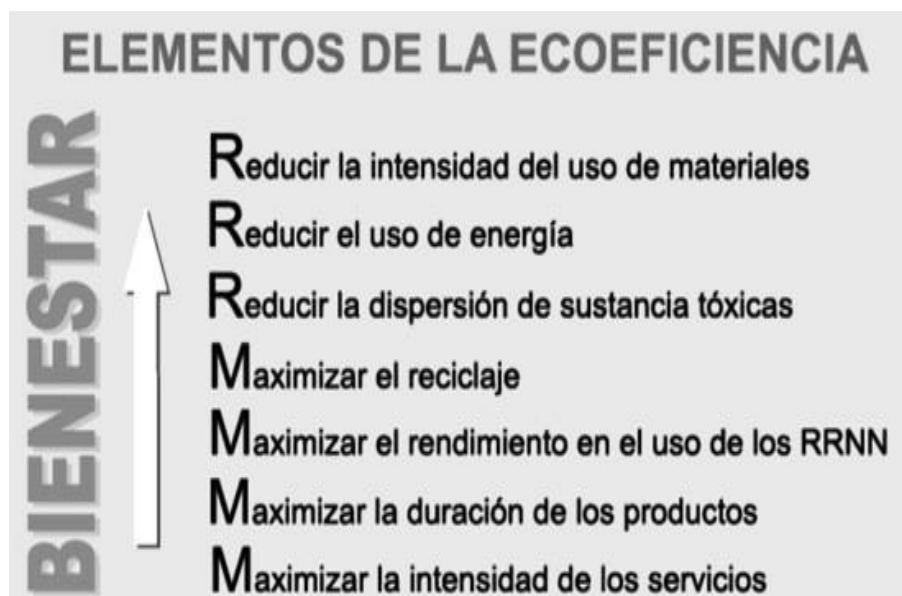 ELEMENTOS DE LA ECOEFICIENCIA
BIENESTAR
Reducir la intensidad del uso de materiales
Reducir el uso de energía
Reducir la dispersión de sustancia tóxicas
Maximizar el reciclaje
Maximizar el rendimiento en el uso de los RRNN
Maximizar la duración de los productos
Maximizar la intensidad de los servicios